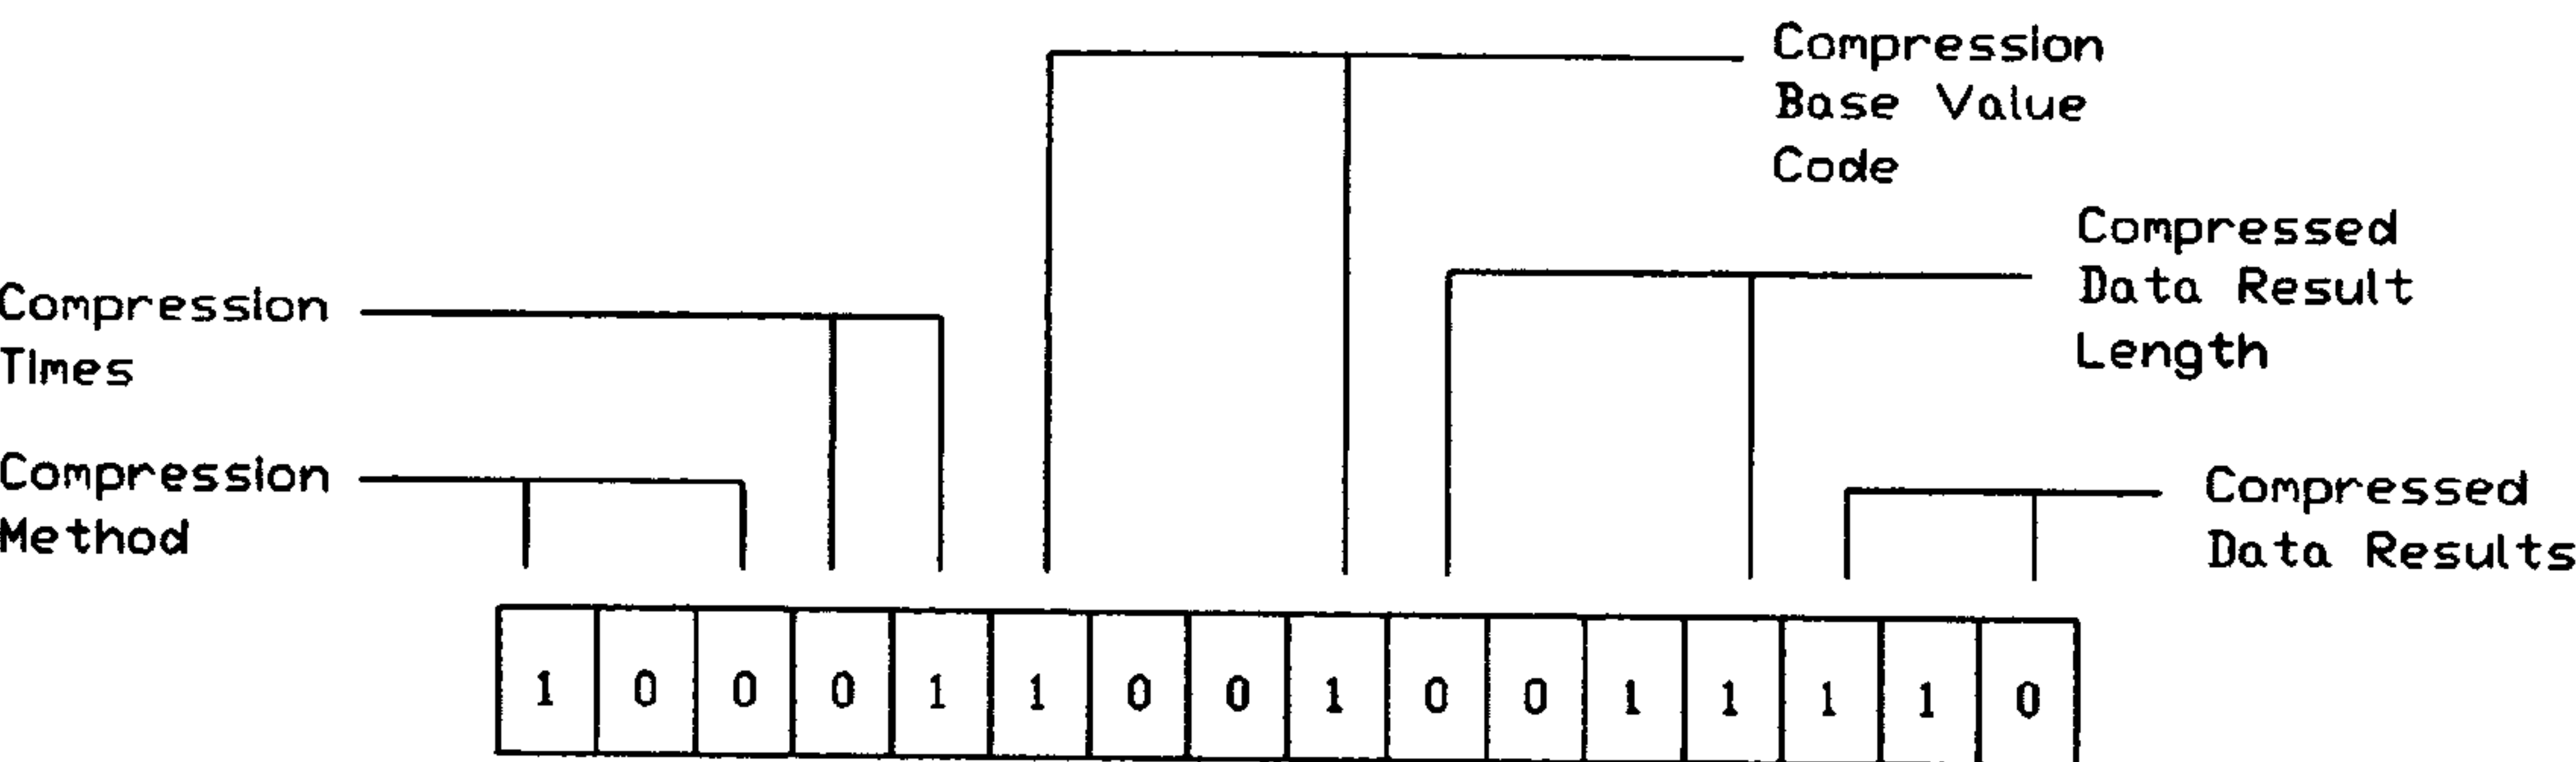 Compression
Base Value
Code
Compressed
Data Result
Length
Compression
Times
Compression
Method
Compressed
Data Results
1 0 0 0 1 1 0 0 1 0 0 1 1 1 1 0